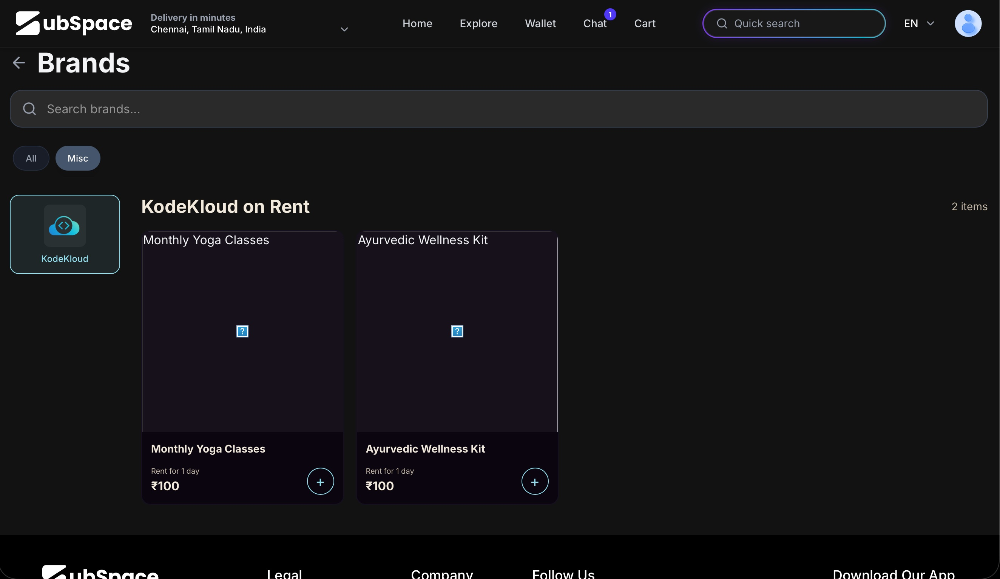 ubSpace
Delivery in minutes
Chennai, Tamil Nadu, India
Home
Explore
Wallet
Chat
1
Cart
Quick search
EN
Brands
Search brands...
All
Misc
KodeKloud
KodeKloud on Rent
2 items
Monthly Yoga Classes
Ayurvedic Wellness Kit
?
?
Monthly Yoga Classes
Rent for 1 day
₹100
+
Ayurvedic Wellness Kit
Rent for 1 day
₹100
+
ubSpace
Legal
Company
Follow Us
Download Our App